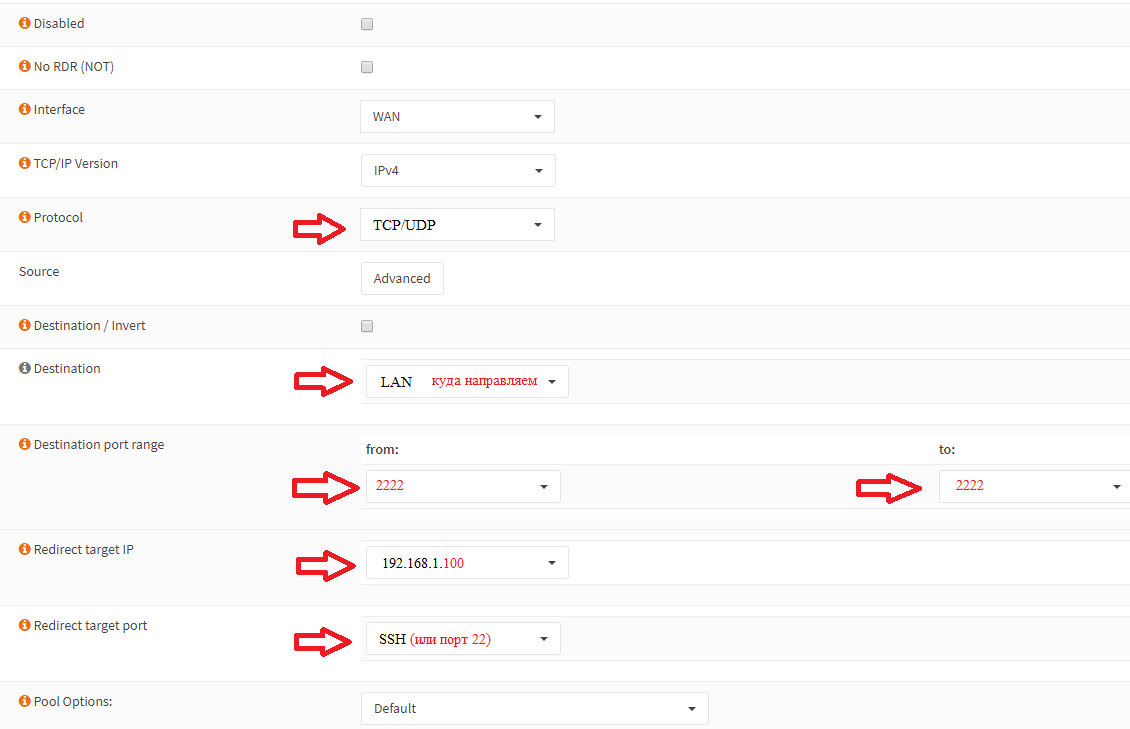 Disabled
No RDR (NOT)
Interface
WAN
TCP/IP Version
IPv4
Protocol
TCP/UDP
Source
Advanced
Destination / Invert
Destination
LAN куда направляем
Destination port range
from: to:
2222 2222
Redirect target IP
192.168.1.100
Redirect target port
SSH (или порт 22)
Pool Options:
Default